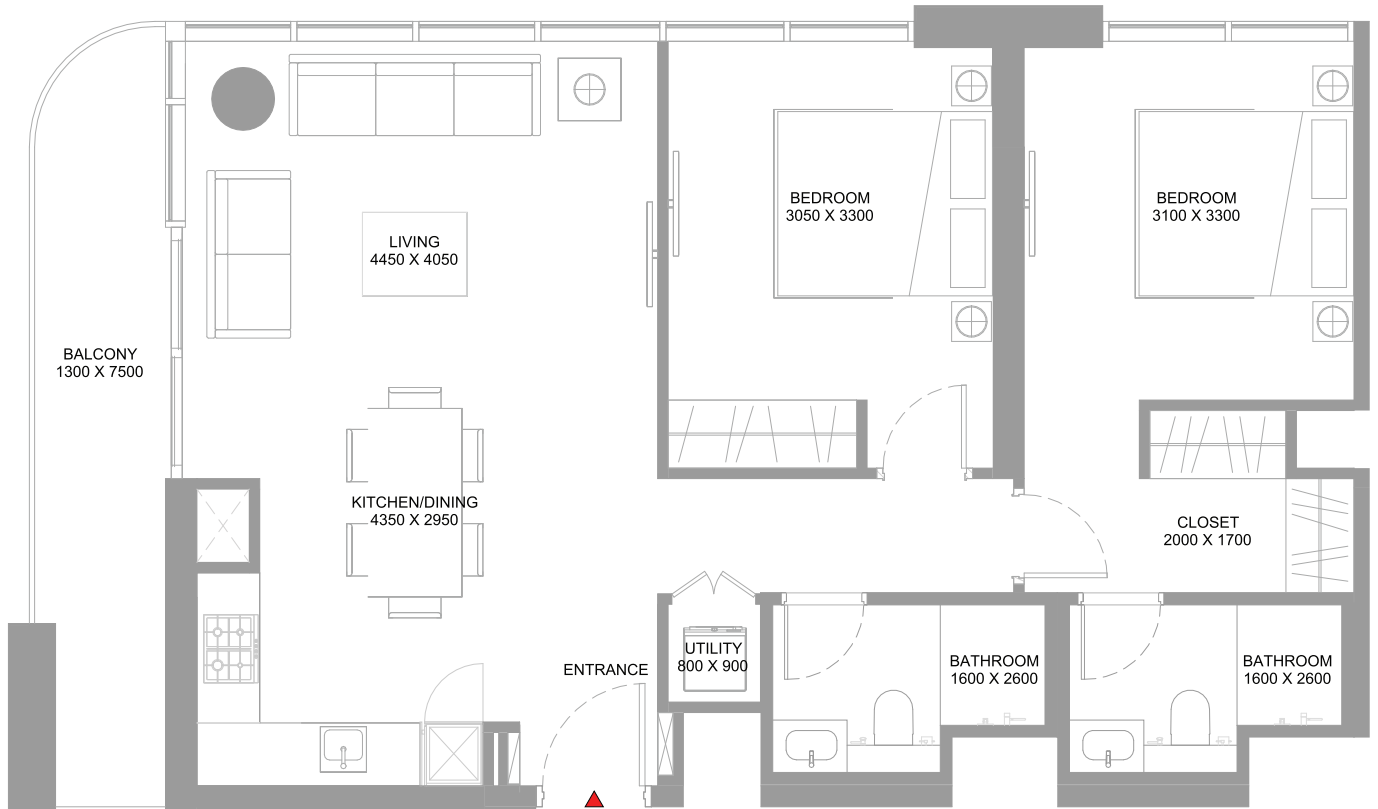 BEDROOM
3050 X 3300
BEDROOM
3100 X 3300
LIVING
4450 X 4050
BALCONY
1300 X 7500
KITCHEN/DINING
4350 X 2950
CLOSET
2000 X 1700
UTILITY
800 X 900
ENTRANCE
BATHROOM
1600 X 2600
BATHROOM
1600 X 2600